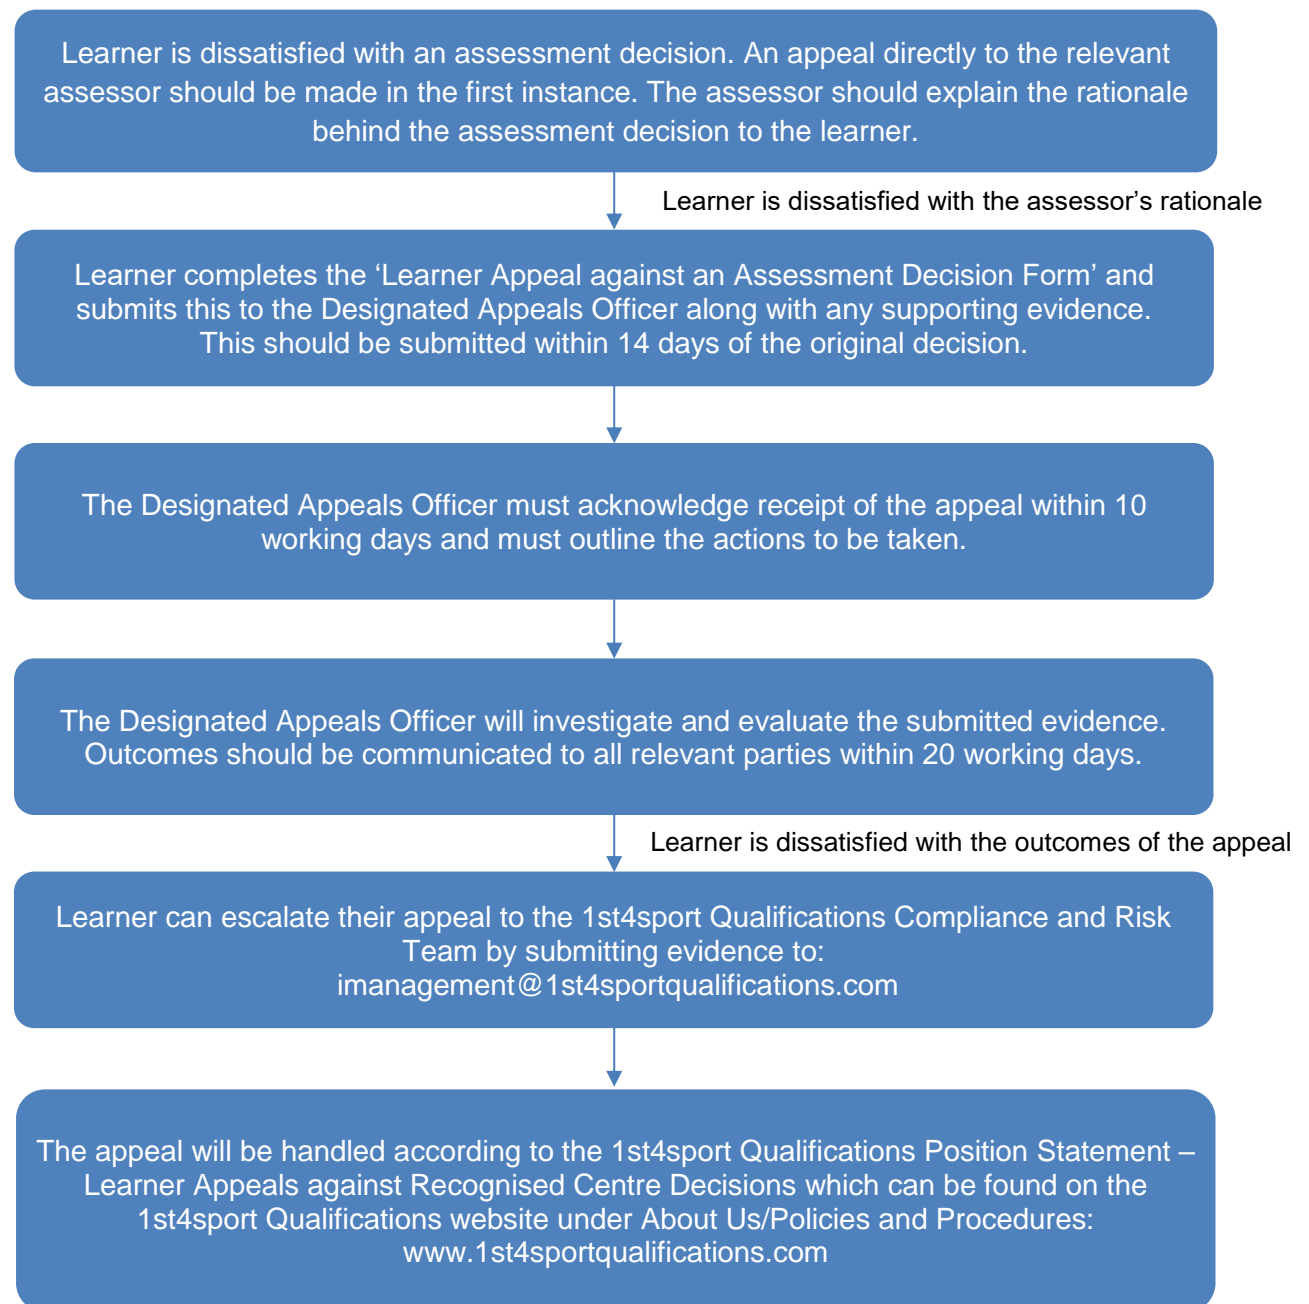 Learner is dissatisfied with an assessment decision. An appeal directly to the relevant
assessor should be made in the first instance. The assessor should explain the rationale
behind the assessment decision to the learner.
Learner is dissatisfied with the assessor’s rationale
Learner completes the ‘Learner Appeal against an Assessment Decision Form’ and
submits this to the Designated Appeals Officer along with any supporting evidence.
This should be submitted within 14 days of the original decision.
The Designated Appeals Officer must acknowledge receipt of the appeal within 10
working days and must outline the actions to be taken.
The Designated Appeals Officer will investigate and evaluate the submitted evidence.
Outcomes should be communicated to all relevant parties within 20 working days.
Learner is dissatisfied with the outcomes of the appeal
Learner can escalate their appeal to the 1st4sport Qualifications Compliance and Risk
Team by submitting evidence to:
imanagement@1st4sportqualifications.com
The appeal will be handled according to the 1st4sport Qualifications Position Statement –
Learner Appeals against Recognised Centre Decisions which can be found on the
1st4sport Qualifications website under About Us/Policies and Procedures:
www.1st4sportqualifications.com